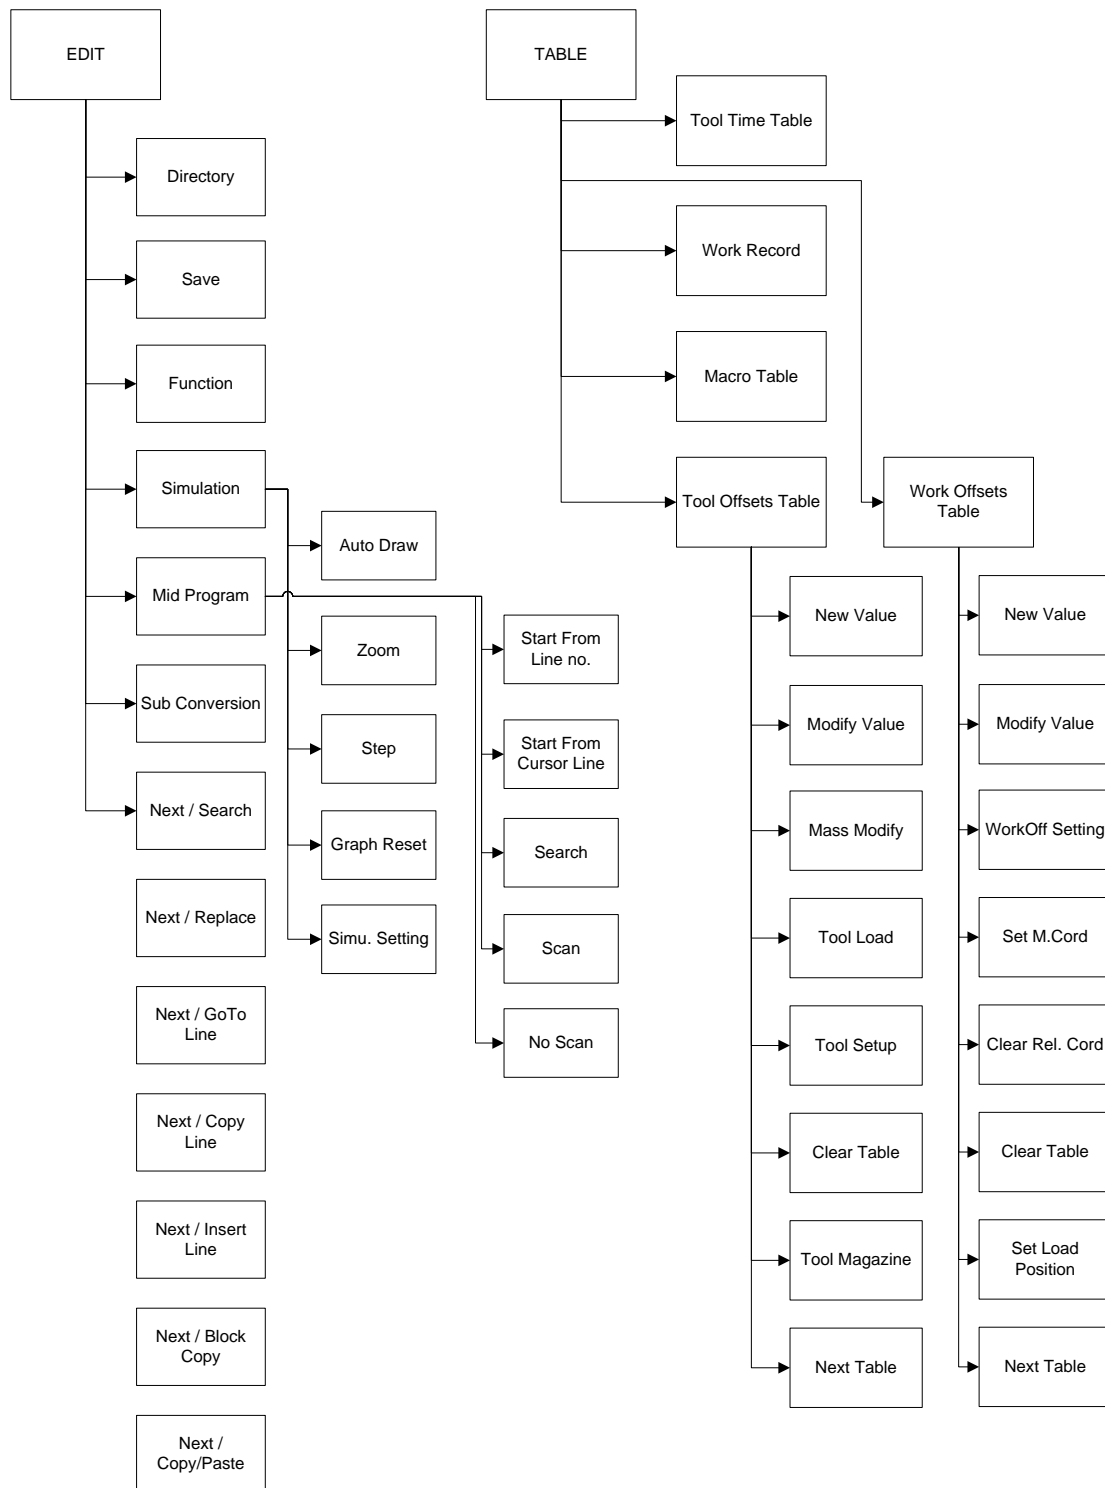 EDIT
Directory
Save
Function
Simulation
Mid Program
Sub Conversion
Next / Search
Next / Replace
Next / GoTo
Line
Next / Copy
Line
Next / Insert
Line
Next / Block
Copy
Next /
Copy/Paste
Auto Draw
Zoom
Step
Graph Reset
Simu. Setting
Start From
Line no.
Start From
Cursor Line
Search
Scan
No Scan
TABLE
Tool Time Table
Work Record
Macro Table
Tool Offsets Table
New Value
Modify Value
Mass Modify
Tool Load
Tool Setup
Clear Table
Tool Magazine
Next Table
Work Offsets
Table
New Value
Modify Value
WorkOff Setting
Set M.Cord
Clear Rel. Cord
Clear Table
Set Load
Position
Next Table